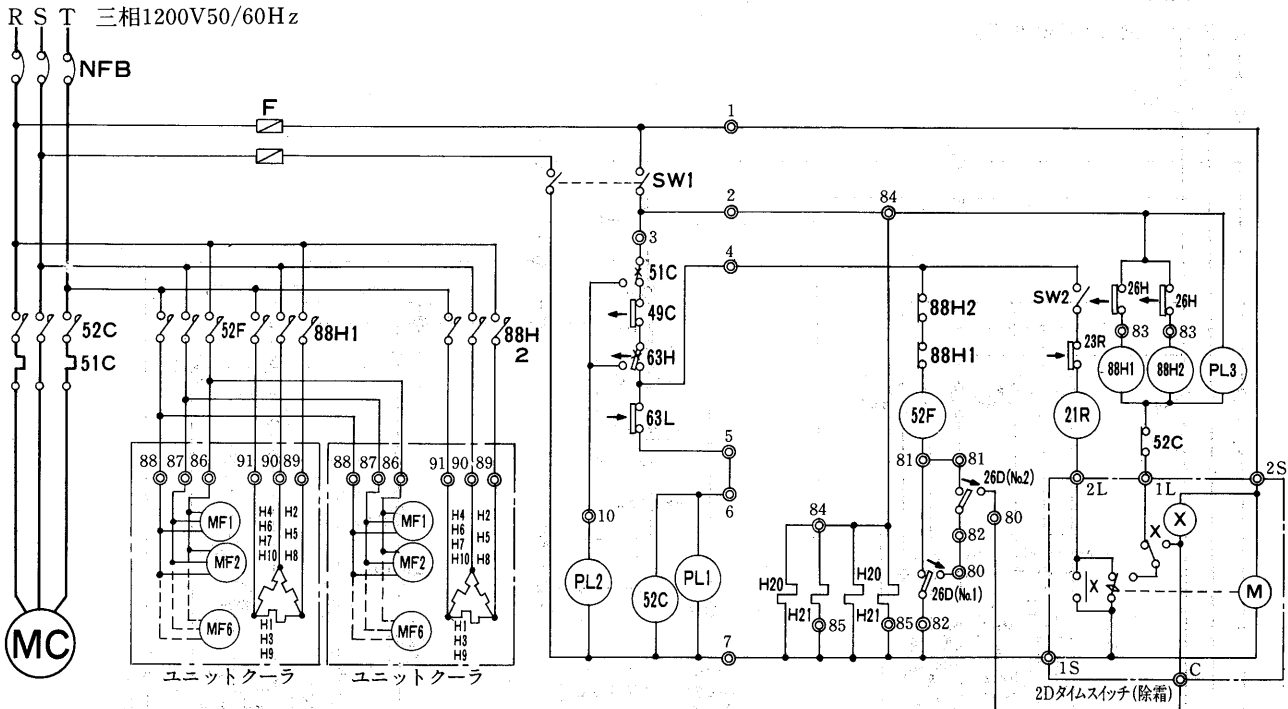 R S T 三相1200V50/60Hz
NFB
F
1
SW1
2
84
3
4
51C
49C
63H
63L
5
6
10
PL2
52C
PL1
7
88H2
88H1
52F
81
81
26D(No.2)
80
82
80
26D(No.1)
82
84
H20
H21
85
H20
H21
85
SW2
23R
21R
26H
26H
83
83
88H1
88H2
PL3
52C
2L
1L
2S
X
X
X
M
1S
C
2Dタイムスイッチ(除霜)
52C
51C
52F
88H1
88H
2
88
87
86
91
90
89
88
87
86
91
90
89
MF1
MF2
MF6
H4
H6
H7
H10
H2
H5
H8
H1
H3
H9
MF1
MF2
MF6
H4
H6
H7
H10
H2
H5
H8
H1
H3
H9
MC
ユニットクーラ
ユニットクーラ